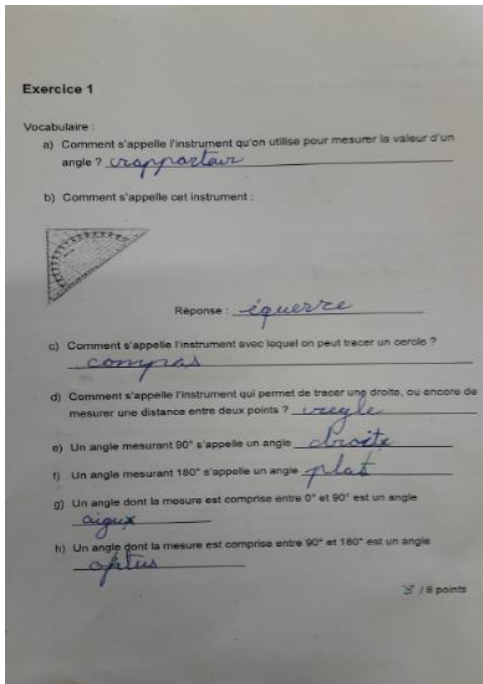 Exercice 1
Vocabulaire :
a) Comment s'appelle l'instrument qu'on utilise pour mesurer la valeur d'un
angle ? rapporteur
b) Comment s'appelle cet instrument :
Réponse : équerre
c) Comment s'appelle l'instrument avec lequel on peut tracer un cercle ?
compas
d) Comment s'appelle l'instrument qui permet de tracer une droite, ou encore de
mesurer une distance entre deux points ? regle
e) Un angle mesurant 90° s'appelle un angle droite
f) Un angle mesurant 180° s'appelle un angle plat
g) Un angle dont la mesure est comprise entre 0° et 90° est un angle
aigux
h) Un angle dont la mesure est comprise entre 90° et 180° est un angle
8 / 8 points